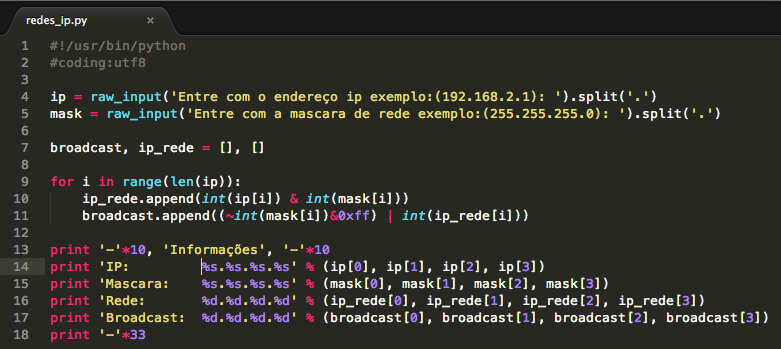 redes_ip.py ×
1 #!/usr/bin/python
2 #coding:utf8
3
4 ip = raw_input('Entre com o endereço ip exemplo:(192.168.2.1): ').split('.')
5 mask = raw_input('Entre com a mascara de rede exemplo:(255.255.255.0): ').split('.')
6
7 broadcast, ip_rede = [], []
8
9 for i in range(len(ip)):
10     ip_rede.append(int(ip[i]) & int(mask[i]))
11     broadcast.append((~int(mask[i])&0xff) | int(ip_rede[i]))
12
13 print '-'*10, 'Informações', '-'*10
14 print 'IP:         %s.%s.%s.%s' % (ip[0], ip[1], ip[2], ip[3])
15 print 'Mascara:    %s.%s.%s.%s' % (mask[0], mask[1], mask[2], mask[3])
16 print 'Rede:       %d.%d.%d.%d' % (ip_rede[0], ip_rede[1], ip_rede[2], ip_rede[3])
17 print 'Broadcast:  %d.%d.%d.%d' % (broadcast[0], broadcast[1], broadcast[2], broadcast[3])
18 print '-'*33